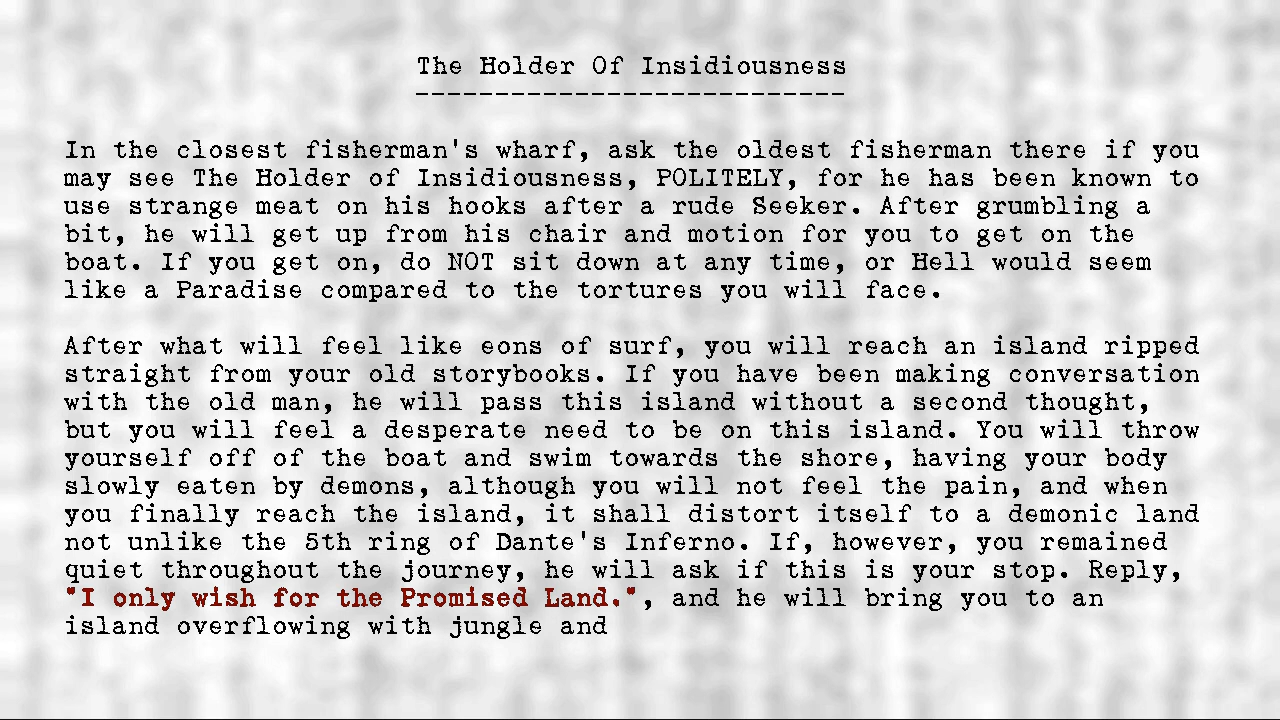 The Holder Of Insidiousness
---------------------------
In the closest fisherman's wharf, ask the oldest fisherman there if you
may see The Holder of Insidiousness, POLITELY, for he has been known to
use strange meat on his hooks after a rude Seeker. After grumbling a
bit, he will get up from his chair and motion for you to get on the
boat. If you get on, do NOT sit down at any time, or Hell would seem
like a Paradise compared to the tortures you will face.
After what will feel like eons of surf, you will reach an island ripped
straight from your old storybooks. If you have been making conversation
with the old man, he will pass this island without a second thought,
but you will feel a desperate need to be on this island. You will throw
yourself off of the boat and swim towards the shore, having your body
slowly eaten by demons, although you will not feel the pain, and when
you finally reach the island, it shall distort itself to a demonic land
not unlike the 5th ring of Dante's Inferno. If, however, you remained
quiet throughout the journey, he will ask if this is your stop. Reply,
"I only wish for the Promised Land.", and he will bring you to an
island overflowing with jungle and